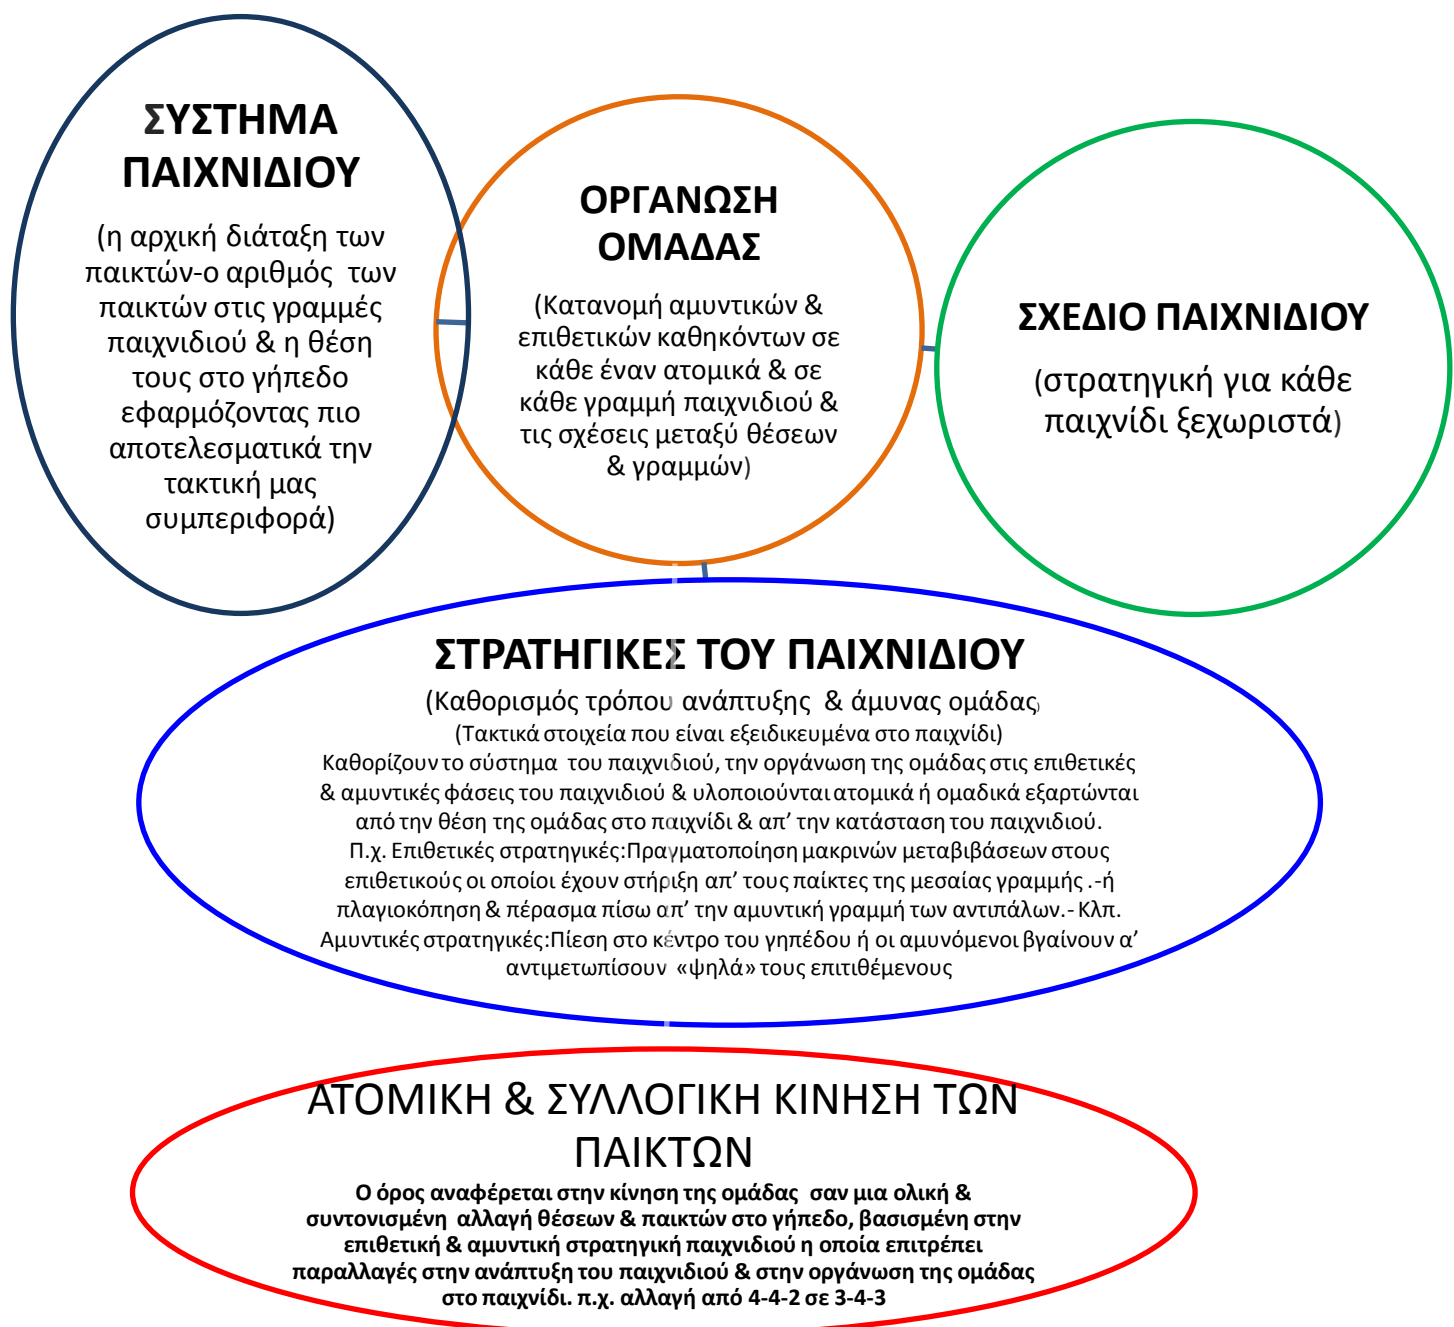 ΣΥΣΤΗΜΑ
ΠΑΙΧΝΙΔΙΟΥ
(η αρχική διάταξη των
παικτών-ο αριθμός των
παικτών στις γραμμές
παιχνιδιού & η θέση
τους στο γήπεδο
εφαρμόζοντας πιο
αποτελεσματικά την
τακτική μας
συμπεριφορά)
ΟΡΓΑΝΩΣΗ
ΟΜΑΔΑΣ
(Κατανομή αμυντικών &
επιθετικών καθηκόντων σε
κάθε έναν ατομικά & σε
κάθε γραμμή παιχνιδιού &
τις σχέσεις μεταξύ θέσεων
& γραμμών)
ΣΧΕΔΙΟ ΠΑΙΧΝΙΔΙΟΥ
(στρατηγική για κάθε
παιχνίδι ξεχωριστά)
ΣΤΡΑΤΗΓΙΚΕΣ ΤΟΥ ΠΑΙΧΝΙΔΙΟΥ
(Καθορισμός τρόπου ανάπτυξης & άμυνας ομάδας)
(Τακτικά στοιχεία που είναι εξειδικευμένα στο παιχνίδι)
Καθορίζουν το σύστημα του παιχνιδιού, την οργάνωση της ομάδας στις επιθετικές
& αμυντικές φάσεις του παιχνιδιού & υλοποιούνται ατομικά ή ομαδικά εξαρτώνται
από την θέση της ομάδας στο παιχνίδι & απ’ την κατάσταση του παιχνιδιού.
Π.χ. Επιθετικές στρατηγικές:Πραγματοποίηση μακρινών μεταβιβάσεων στους
επιθετικούς οι οποίοι έχουν στήριξη απ’ τους παίκτες της μεσαίας γραμμής .-ή
πλαγιοκόπηση & πέρασμα πίσω απ’ την αμυντική γραμμή των αντιπάλων.- Κλπ.
Αμυντικές στρατηγικές:Πίεση στο κέντρο του γηπέδου ή οι αμυνόμενοι βγαίνουν α’
αντιμετωπίσουν «ψηλά» τους επιτιθέμενους
ΑΤΟΜΙΚΗ & ΣΥΛΛΟΓΙΚΗ ΚΙΝΗΣΗ ΤΩΝ
ΠΑΙΚΤΩΝ
Ο όρος αναφέρεται στην κίνηση της ομάδας σαν μια ολική &
συντονισμένη αλλαγή θέσεων & παικτών στο γήπεδο, βασισμένη στην
επιθετική & αμυντική στρατηγική παιχνιδιού η οποία επιτρέπει
παραλλαγές στην ανάπτυξη του παιχνιδιού & στην οργάνωση της ομάδας
στο παιχνίδι. π.χ. αλλαγή από 4-4-2 σε 3-4-3